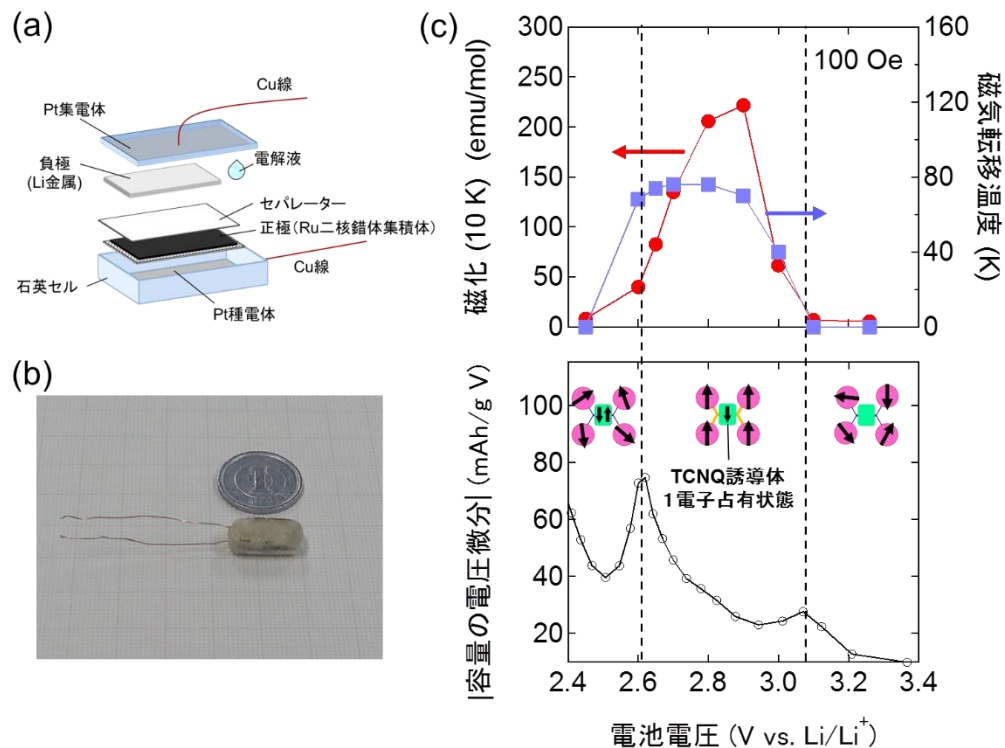 (a)
Cu線
Pt集電体
電解液
負極
(Li金属)
セパレーター
正極(Ru二核錯体集積体)
Cu線
石英セル
Pt種電体
(b)
1
(c)
磁化 (10 K) (emu/mol)
300
250
200
150
100
50
0
100 Oe
160
120
80
40
0
磁気転移温度 (K)
|容量の電圧微分| (mAh/g V)
100
80
60
40
20
TCNQ誘導体
1電子占有状態
2.4
2.6
2.8
3.0
3.2
3.4
電池電圧 (V vs. Li/Li⁺)